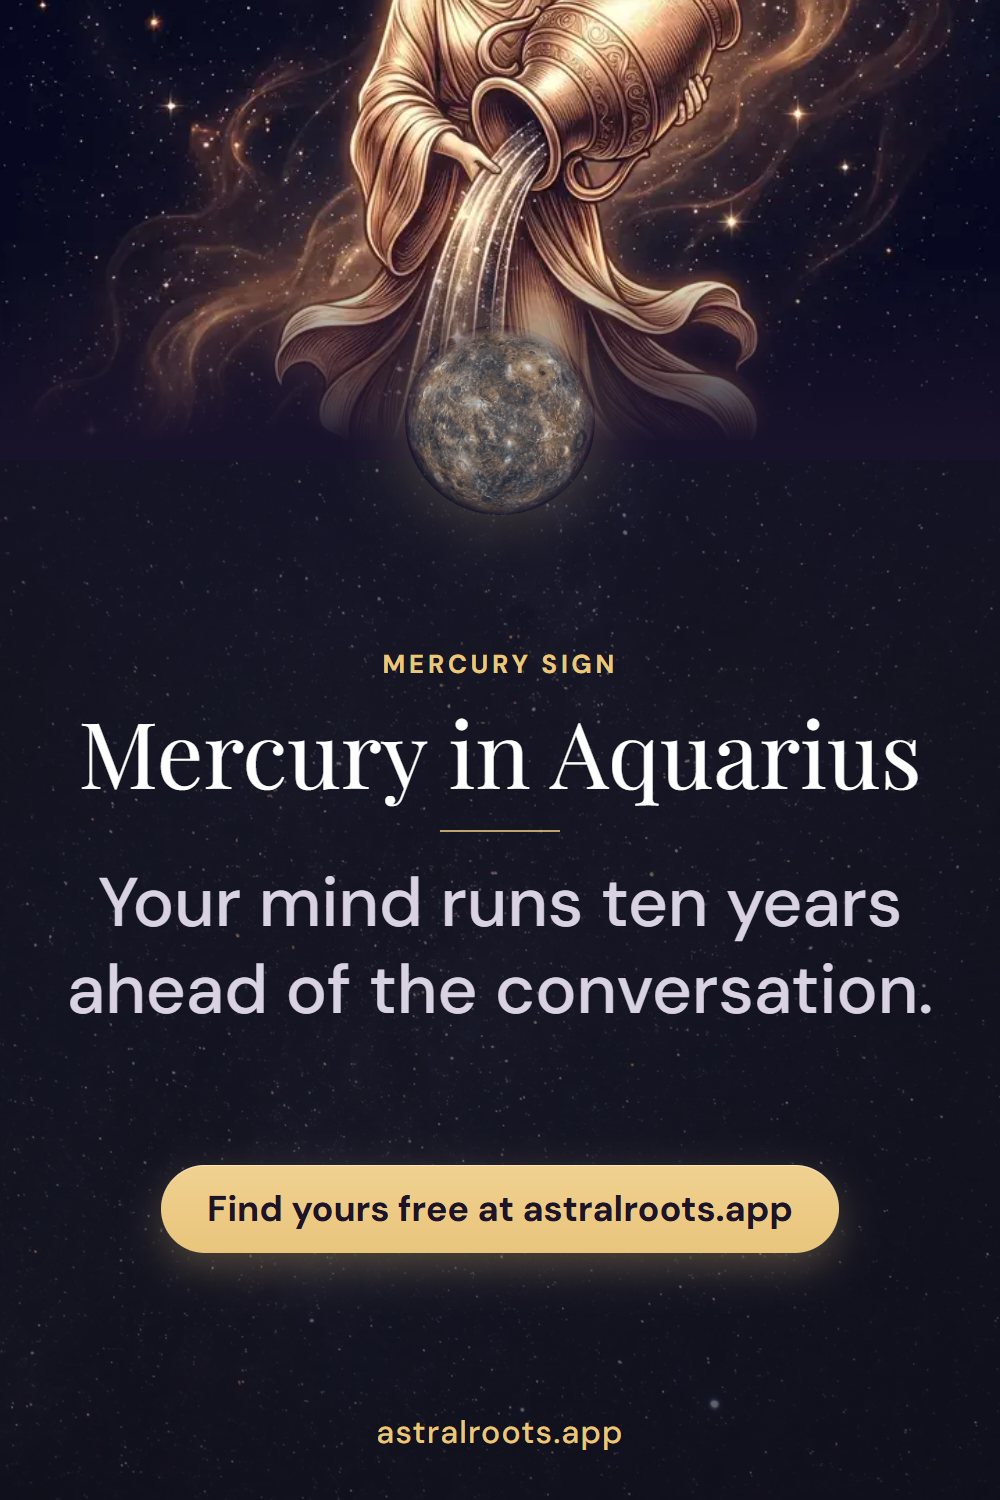 MERCURY SIGN
Mercury in Aquarius
Your mind runs ten years
ahead of the conversation.
Find yours free at astralroots.app
astralroots.app